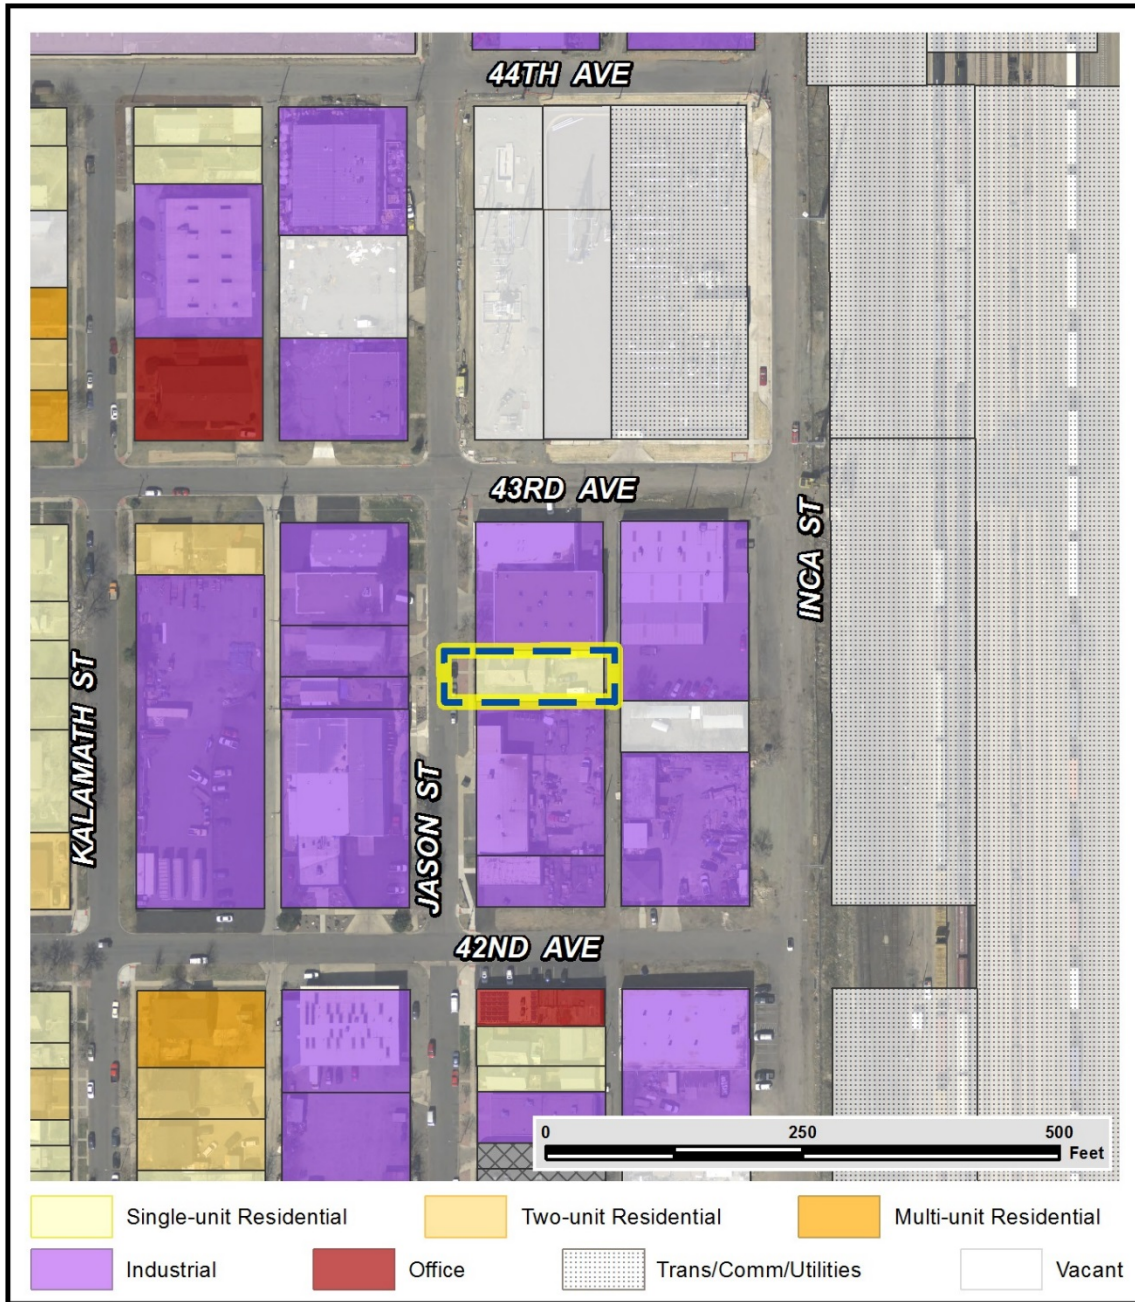 44TH AVE
43RD AVE
INCA ST
KALAMATH ST
JASON ST
42ND AVE
0 250 500
Feet
Single-unit Residential Two-unit Residential Multi-unit Residential
Industrial Office Trans/Comm/Utilities Vacant